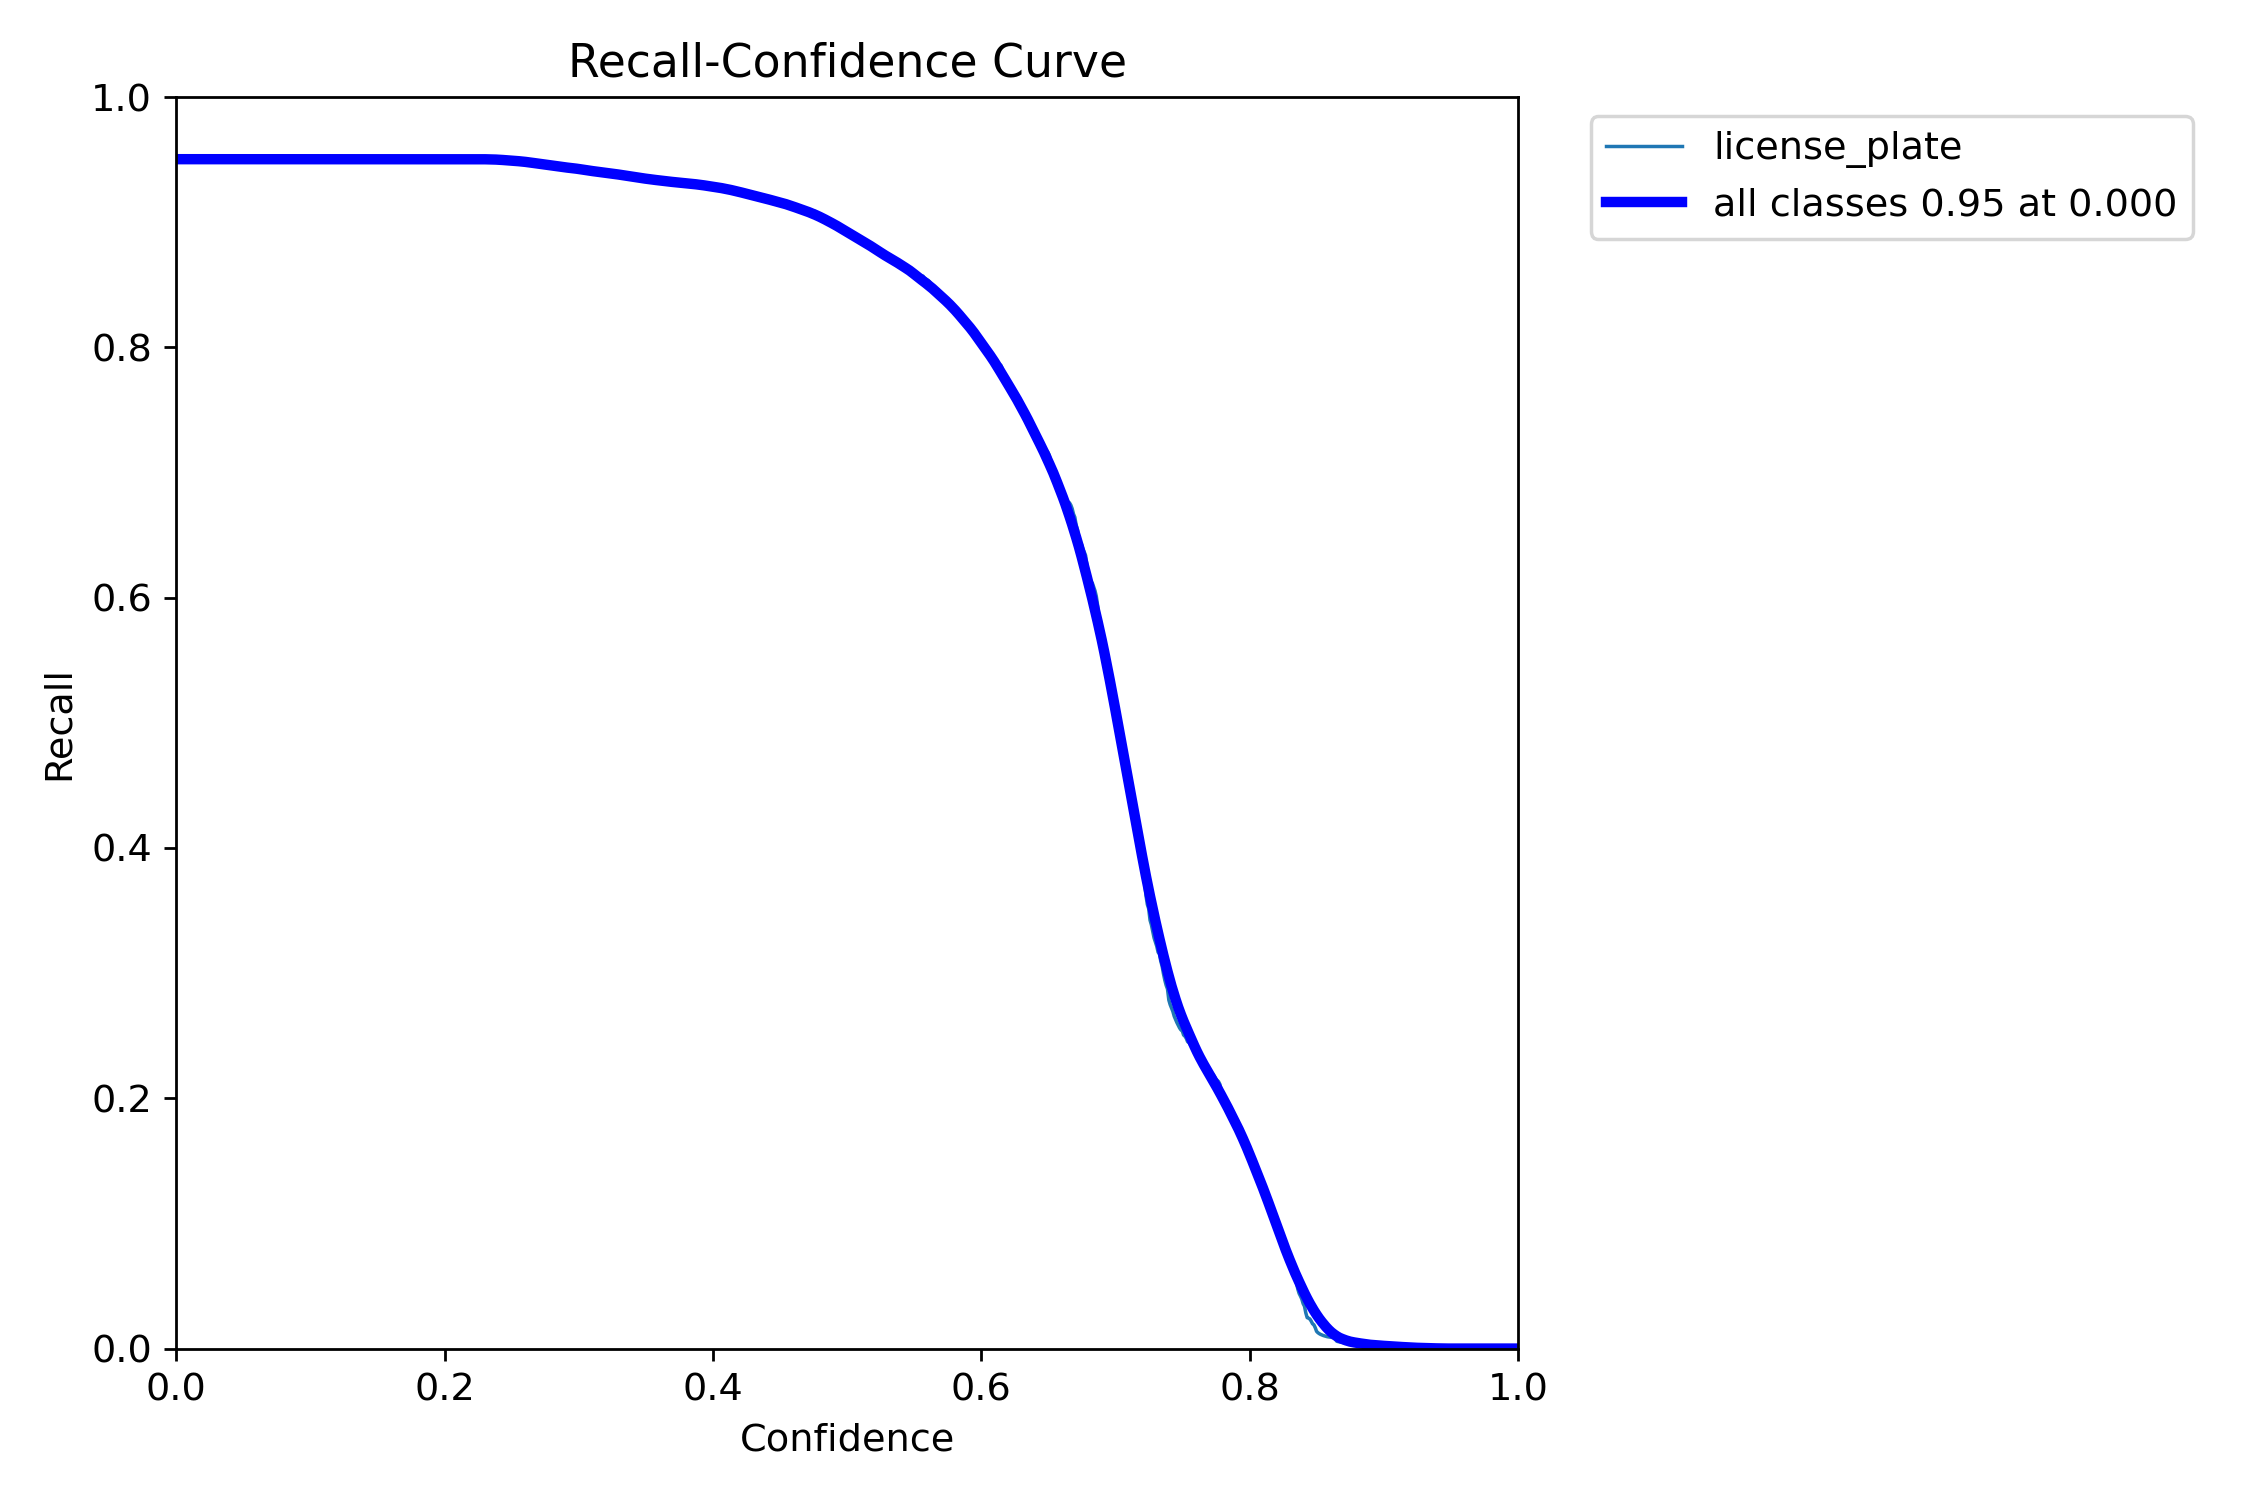 Recall-Confidence Curve
1.0
0.8
0.6
0.4
0.2
0.0
Recall
0.0 0.2 0.4 0.6 0.8 1.0
Confidence
license_plate
all classes 0.95 at 0.000